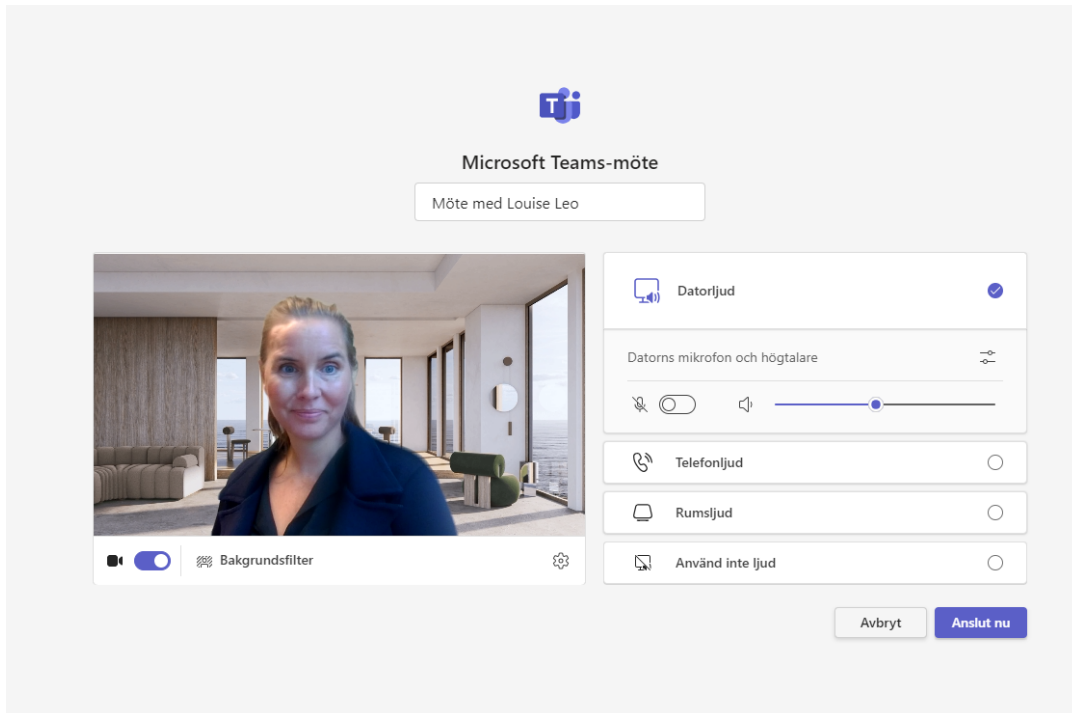 Microsoft Teams-möte
Möte med Louise Leo
Datorljud
Datorns mikrofon och högtalare
Telefonljud
Rumsljud
Använd inte ljud
Bakgrundsfilter
Avbryt
Anslut nu